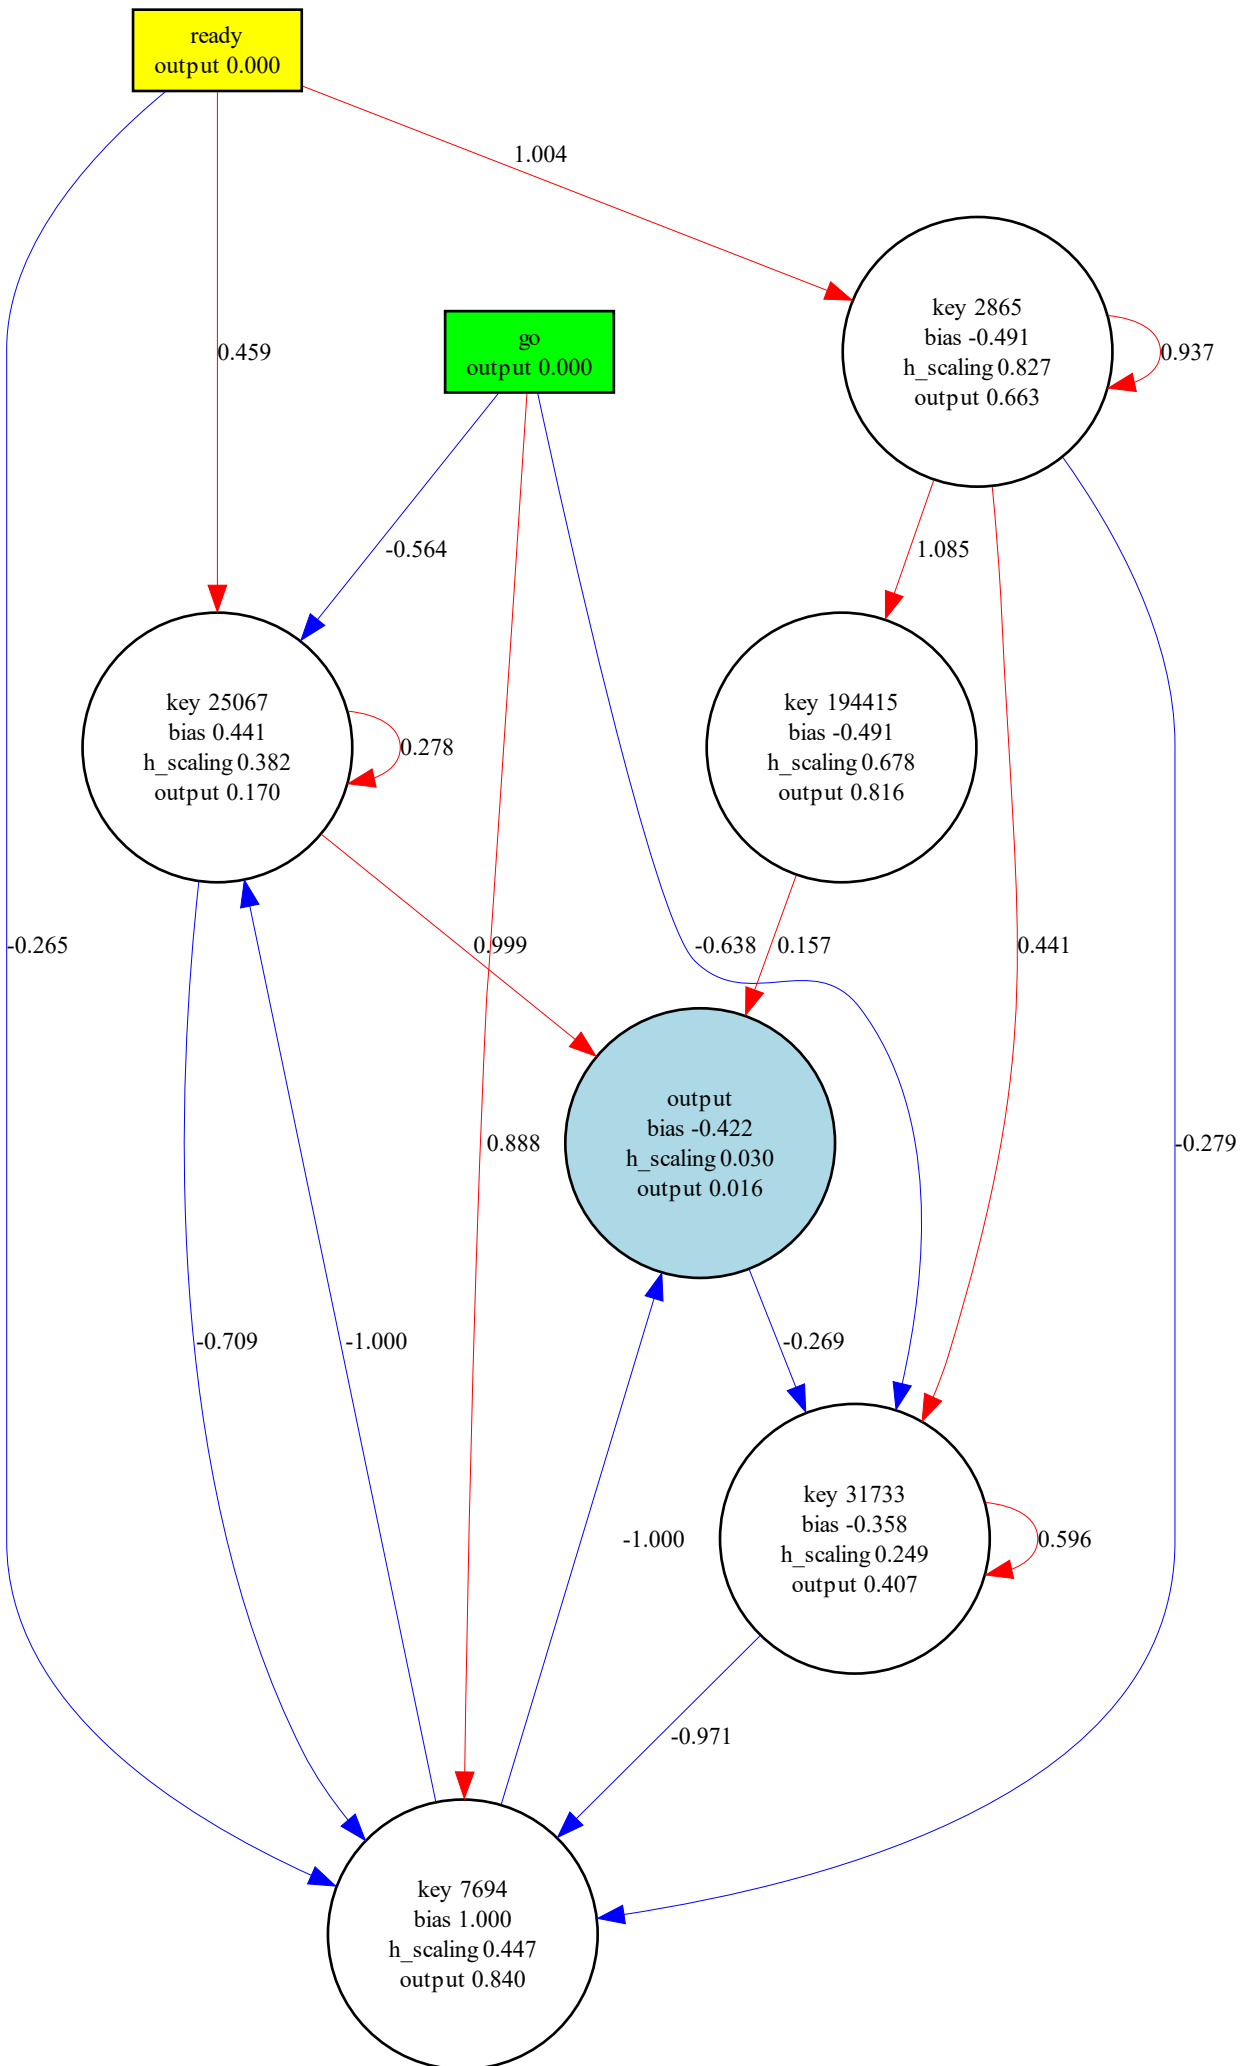 ready
output 0.000
1.004
key 2865
bias -0.491
h_scaling 0.827
output 0.663
0.937
go
output 0.000
0.459
-0.564
1.085
key 25067
bias 0.441
h_scaling 0.382
output 0.170
0.278
key 194415
bias -0.491
h_scaling 0.678
output 0.816
-0.265
0.999
-0.638
0.157
0.441
output
bias -0.422
h_scaling 0.030
output 0.016
0.888
-0.279
-0.709
-1.000
-0.269
key 31733
bias -0.358
h_scaling 0.249
output 0.407
-1.000
0.596
-0.971
key 7694
bias 1.000
h_scaling 0.447
output 0.840